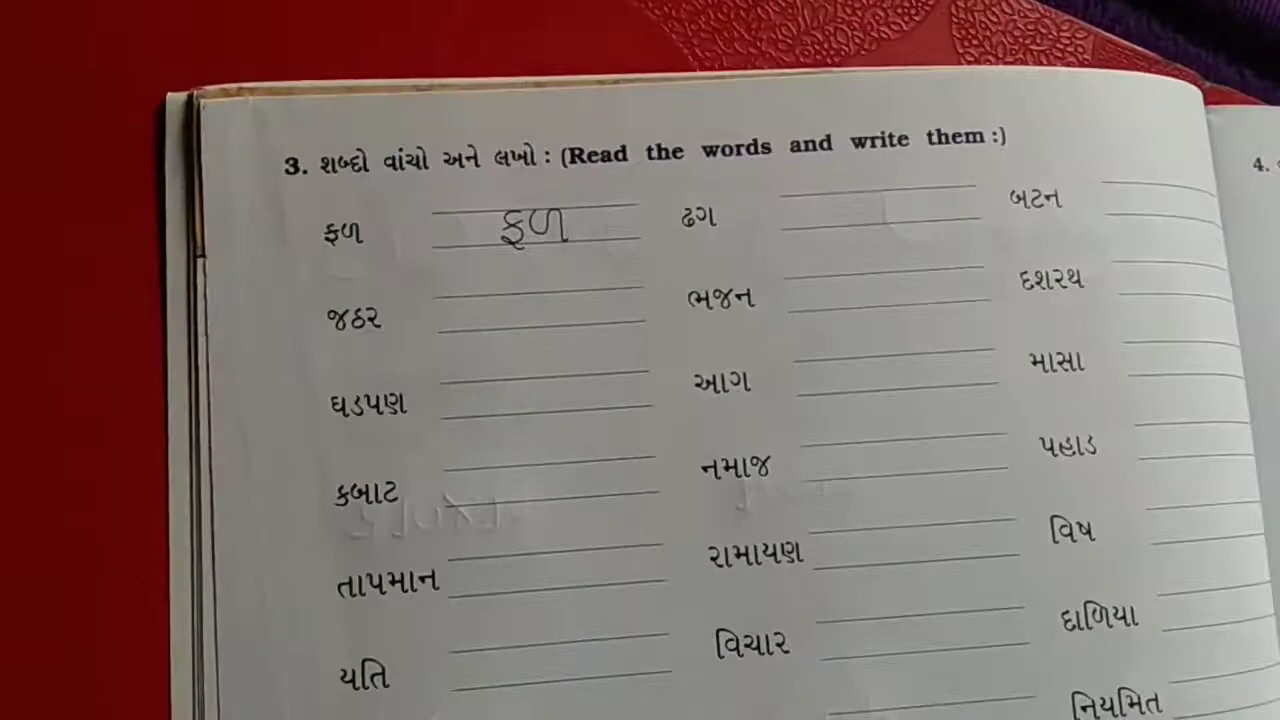 3. શબ્દો વાંચો અને લખો : (Read the words and write them :)
ફળ ફળ ઢગ બટન
જઠર ભજન દશરથ
ઘડપણ આગ માસા
કબાટ નમાજ પહાડ
તાપમાન રામાયણ વિષ
યતિ વિચાર દાળિયા
નિયમિત
4.